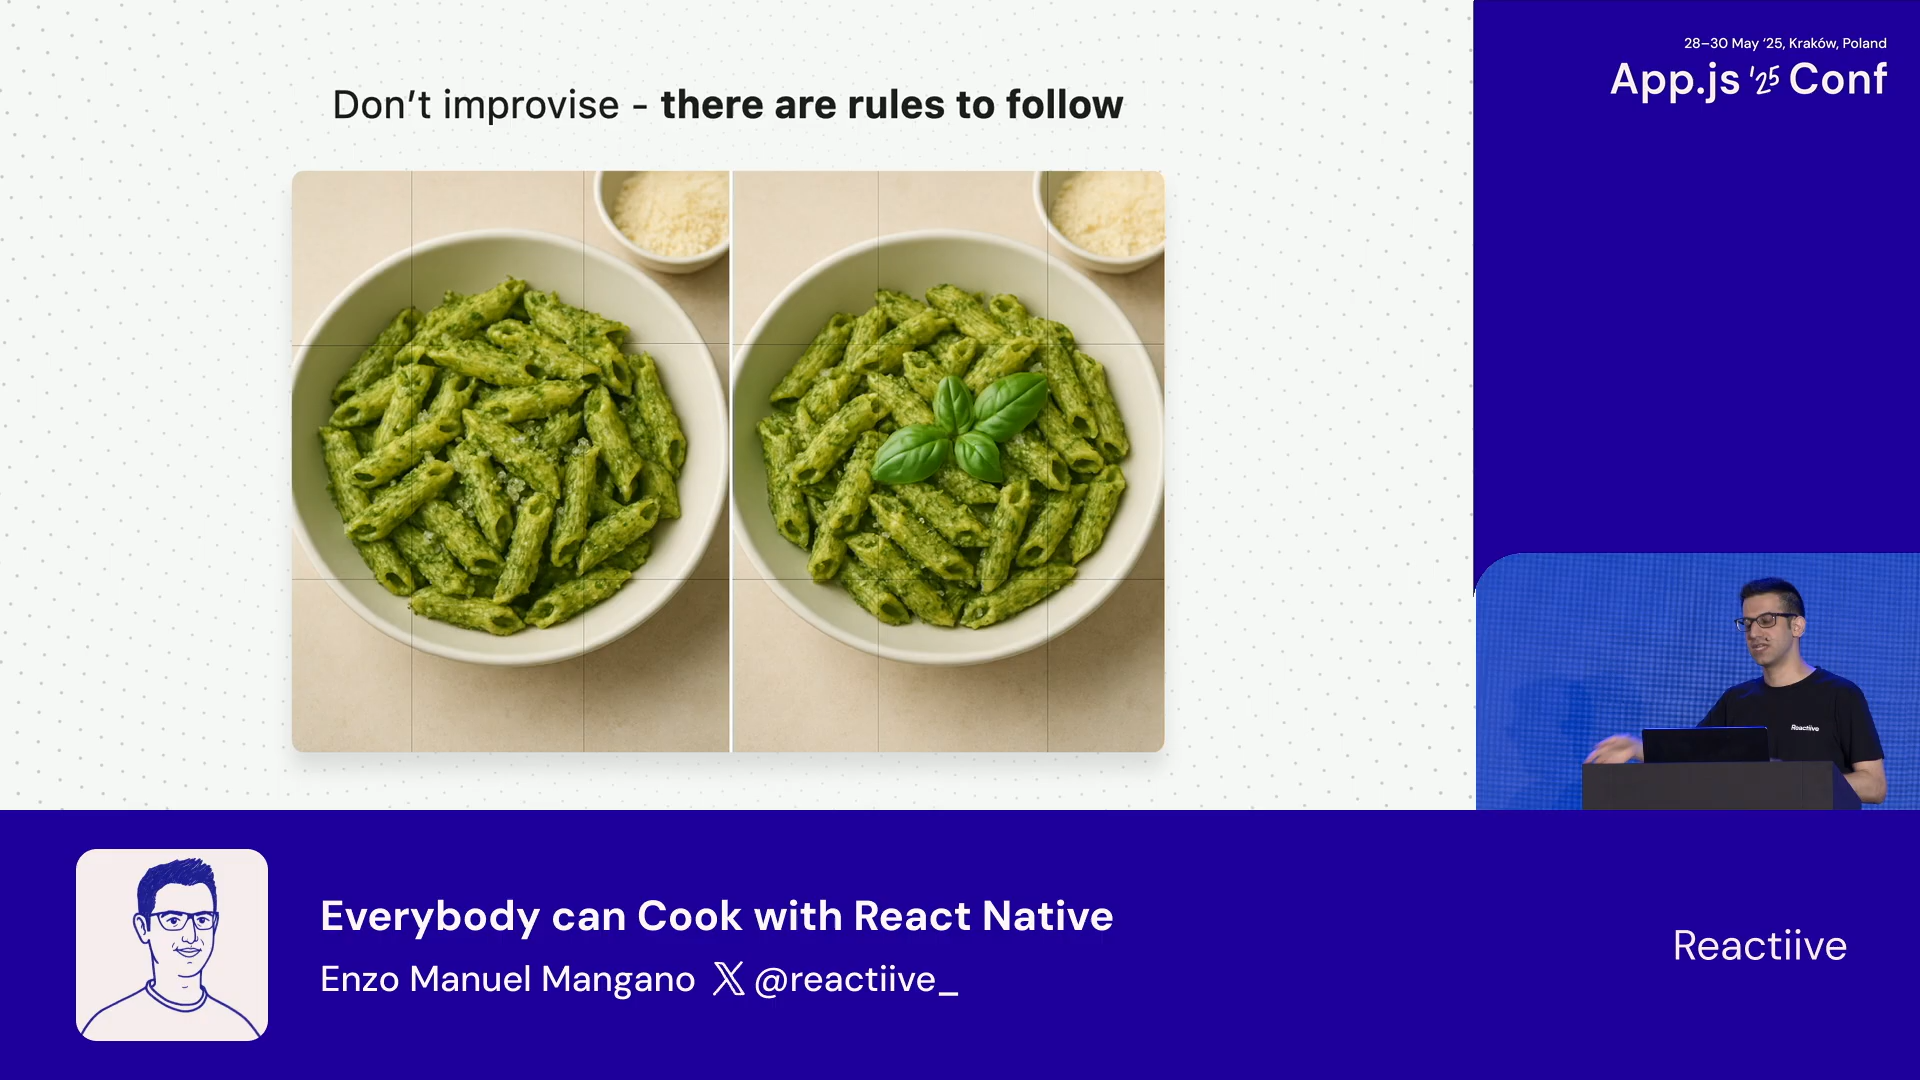 Don't improvise - there are rules to follow
28–30 May '25, Kraków, Poland
App.js '25 Conf
Reactiive
Everybody can Cook with React Native
Enzo Manuel Mangano 𝕏 @reactiive_
Reactiive